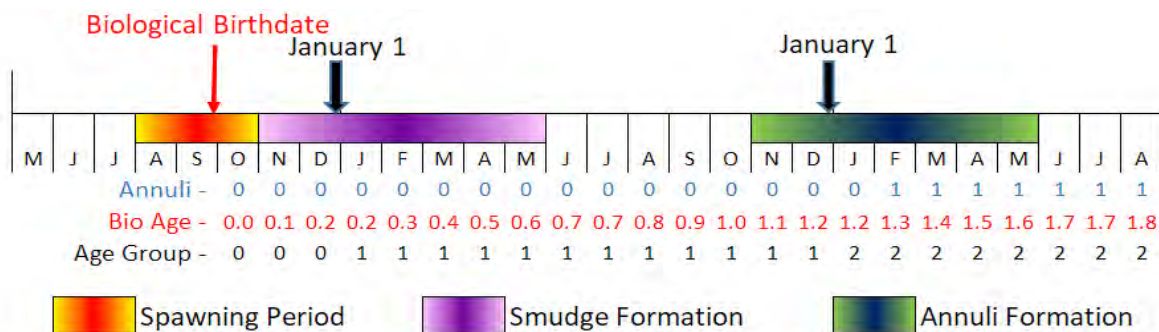 Biological Birthdate
January 1
January 1
M J J A S O N D J F M A M J J A S O N D J F M A M J J A
Annuli - 0 0 0 0 0 0 0 0 0 0 0 0 0 0 0 0 1 1 1 1 1 1 1
Bio Age - 0.0 0.1 0.2 0.2 0.3 0.4 0.5 0.6 0.7 0.7 0.8 0.9 1.0 1.1 1.2 1.2 1.3 1.4 1.5 1.6 1.7 1.7 1.8
Age Group - 0 0 0 1 1 1 1 1 1 1 1 1 1 1 1 2 2 2 2 2 2 2 2
Spawning Period Smudge Formation Annuli Formation